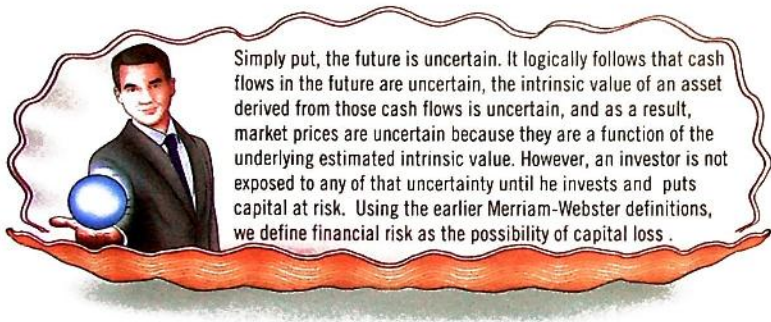 Simply put, the future is uncertain. It logically follows that cash
flows in the future are uncertain, the intrinsic value of an asset
derived from those cash flows is uncertain, and as a result,
market prices are uncertain because they are a function of the
underlying estimated intrinsic value. However, an investor is not
exposed to any of that uncertainty until he invests and puts
capital at risk. Using the earlier Merriam-Webster definitions,
we define financial risk as the possibility of capital loss .